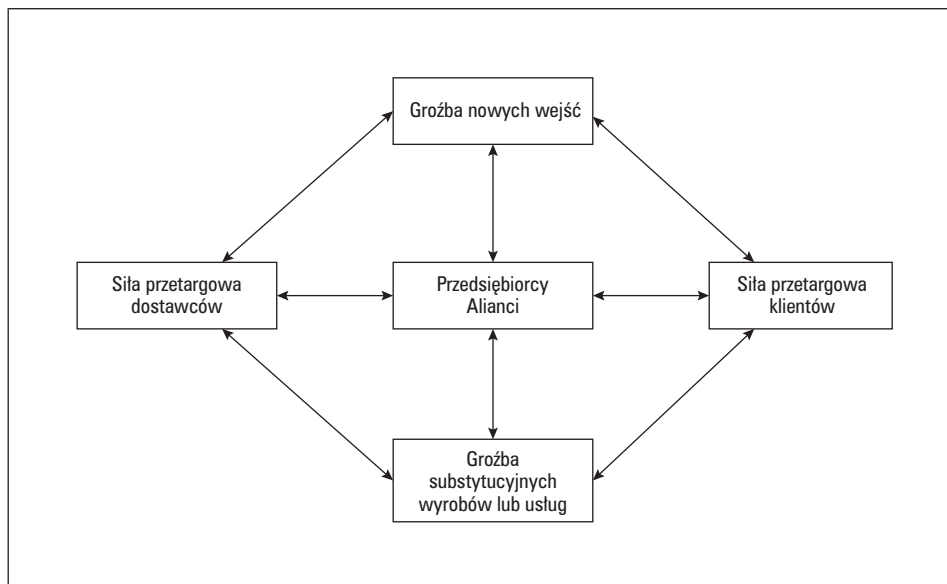 Groźba nowych wejść
Siła przetargowa
dostawców
Przedsiębiorcy
Alianci
Siła przetargowa
klientów
Groźba
substytucyjnych
wyrobów lub usług